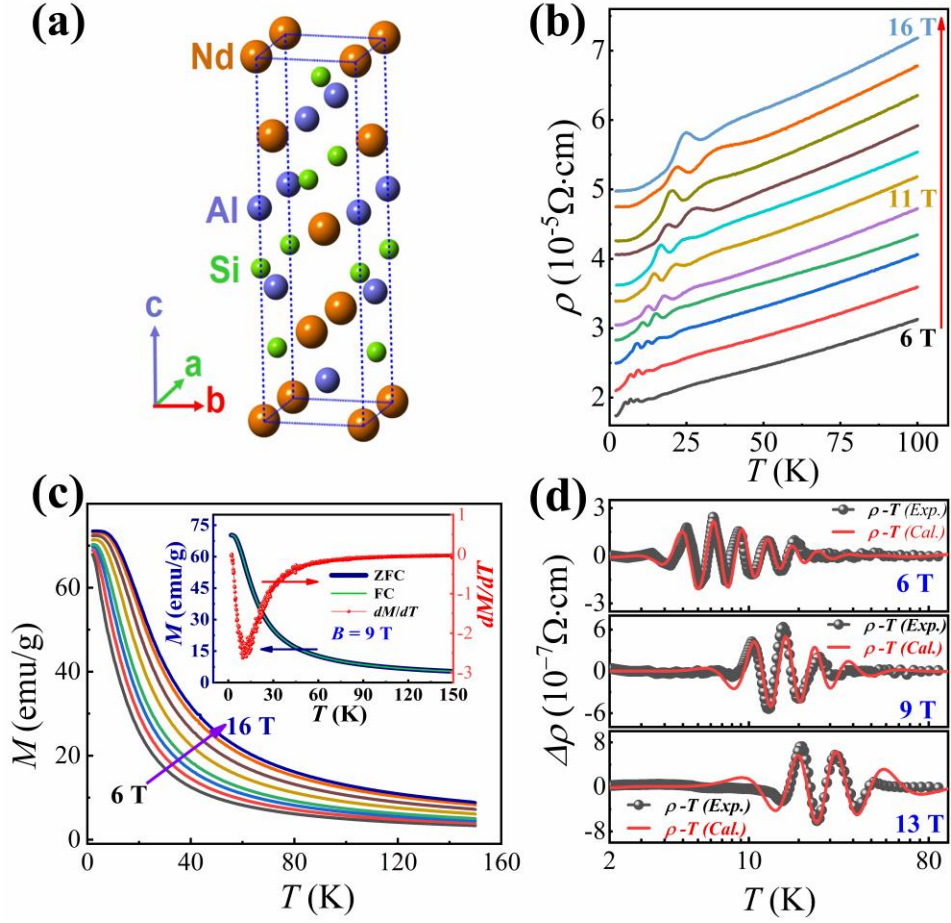 (a)
Nd
Al
Si
c
a
b
(b)
16 T
11 T
6 T
ρ (10⁻⁵Ω·cm)
7
6
5
4
3
2
0 25 50 75 100
T (K)
(c)
M (emu/g)
60
40
20
0
16 T
6 T
0 40 80 120 160
T (K)
M (emu/g)
75
60
45
30
15
0
ZFC
FC
dM/dT
B = 9 T
0 30 60 90 120 150
T (K)
1
0
-1
-2
-3
dM/dT
(d)
Δρ (10⁻⁷Ω·cm)
3
0
-3
ρ -T (Exp.)
ρ -T (Cal.)
6 T
6
0
-6
ρ -T (Exp.)
ρ -T (Cal.)
9 T
8
0
-8
ρ -T (Exp.)
ρ -T (Cal.)
13 T
2 10 80
T (K)